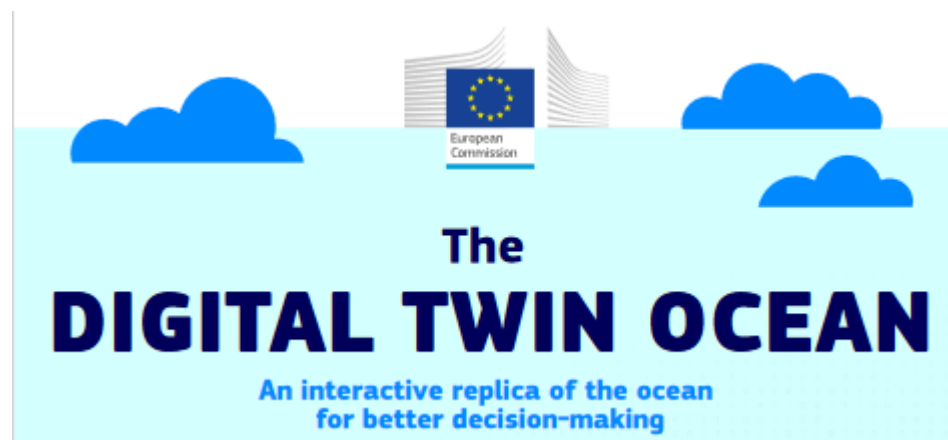 European
Commission
The
DIGITAL TWIN OCEAN
An interactive replica of the ocean
for better decision-making